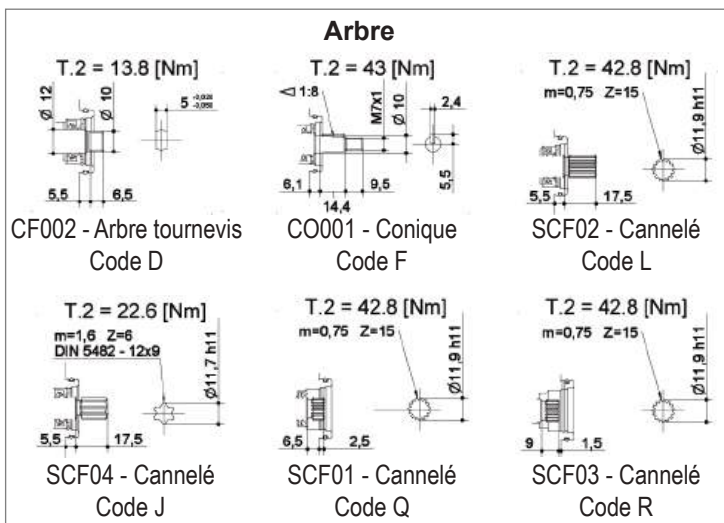 Arbre
T.2 = 13.8 [Nm]
Ø 12
Ø 10
5 -0,020 -0,050
5,5
6,5
CF002 - Arbre tournevis
Code D
T.2 = 43 [Nm]
1:8
M7x1
Ø 10
2,4
6,1
9,5
5,5
14,4
CO001 - Conique
Code F
T.2 = 42.8 [Nm]
m=0,75 Z=15
Ø11,9 h11
5,5
17,5
SCF02 - Cannelé
Code L
T.2 = 22.6 [Nm]
m=1,6 Z=6
DIN 5482 - 12x9
Ø11,7 h11
5,5
17,5
SCF04 - Cannelé
Code J
T.2 = 42.8 [Nm]
m=0,75 Z=15
Ø11,9 h11
6,5
2,5
SCF01 - Cannelé
Code Q
T.2 = 42.8 [Nm]
m=0,75 Z=15
Ø11,9 h11
9
1,5
SCF03 - Cannelé
Code R